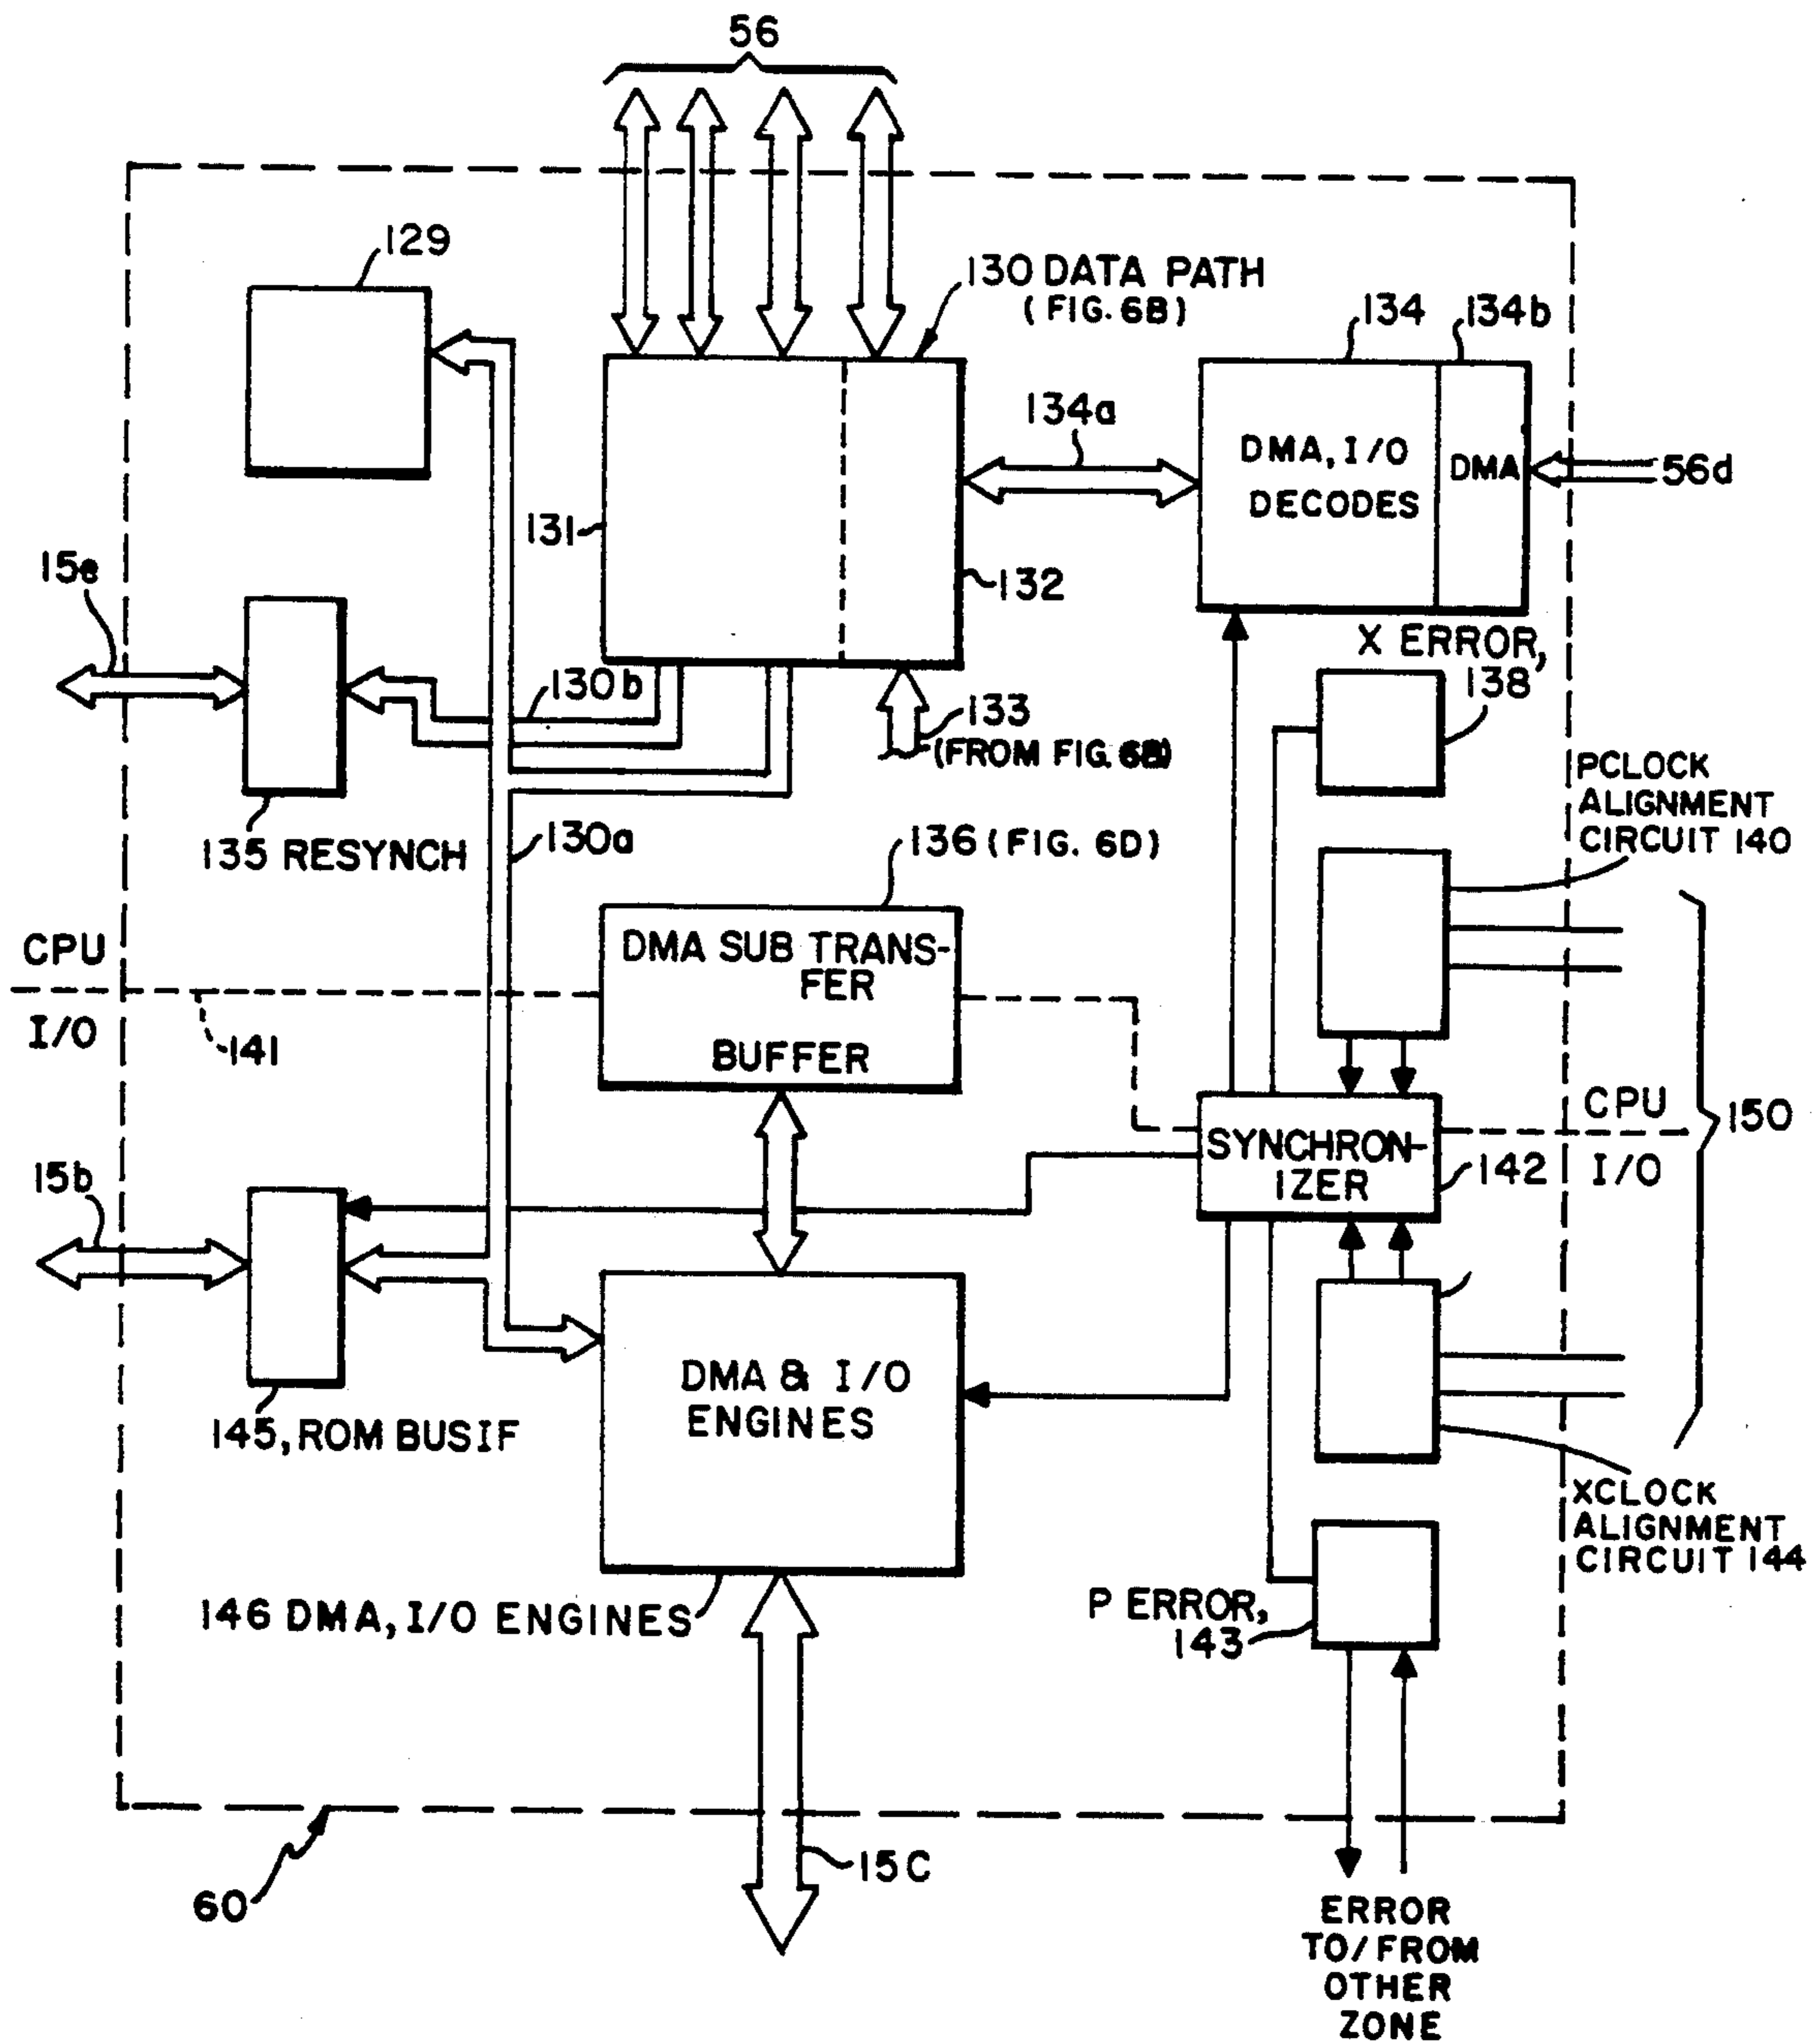 56
129
130 DATA PATH
(FIG. 6B)
134
134b
134a
DMA, I/O
DECODES
DMA
56d
131
132
15e
X ERROR,
138
130b
133
(FROM FIG. 6B)
PCLOCK
ALIGNMENT
CIRCUIT 140
135 RESYNCH
130a
136 (FIG. 6D)
CPU
I/O
141
DMA SUB TRANS-
FER
BUFFER
CPU
I/O
150
SYNCHRON-
IZER
142
15b
DMA & I/O
ENGINES
145, ROM BUSIF
XCLOCK
ALIGNMENT
CIRCUIT 144
146 DMA, I/O ENGINES
P ERROR,
143
15C
60
ERROR
TO/FROM
OTHER
ZONE